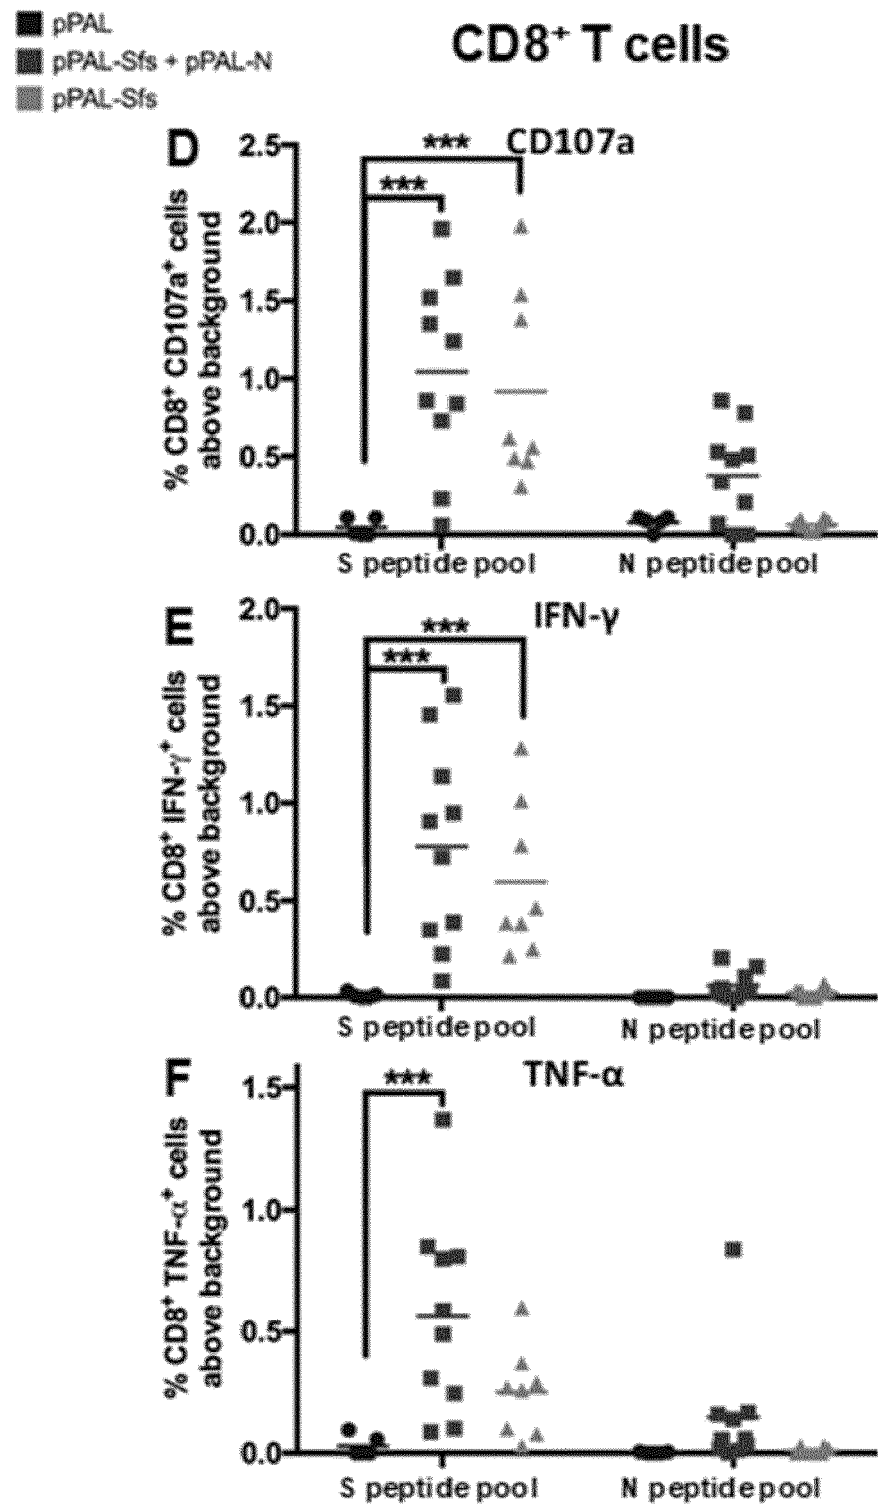 pPAL
pPAL-Sfs + pPAL-N
pPAL-Sfs
CD8⁺ T cells
D
CD107a
% CD8⁺ CD107a⁺ cells
above background
2.5
2.0
1.5
1.0
0.5
0.0
***
***
S peptide pool
N peptide pool
E
IFN-γ
% CD8⁺ IFN-γ⁺ cells
above background
2.0
1.5
1.0
0.5
0.0
***
***
S peptide pool
N peptide pool
F
TNF-α
% CD8⁺ TNF-α⁺ cells
above background
1.5
1.0
0.5
0.0
***
S peptide pool
N peptide pool